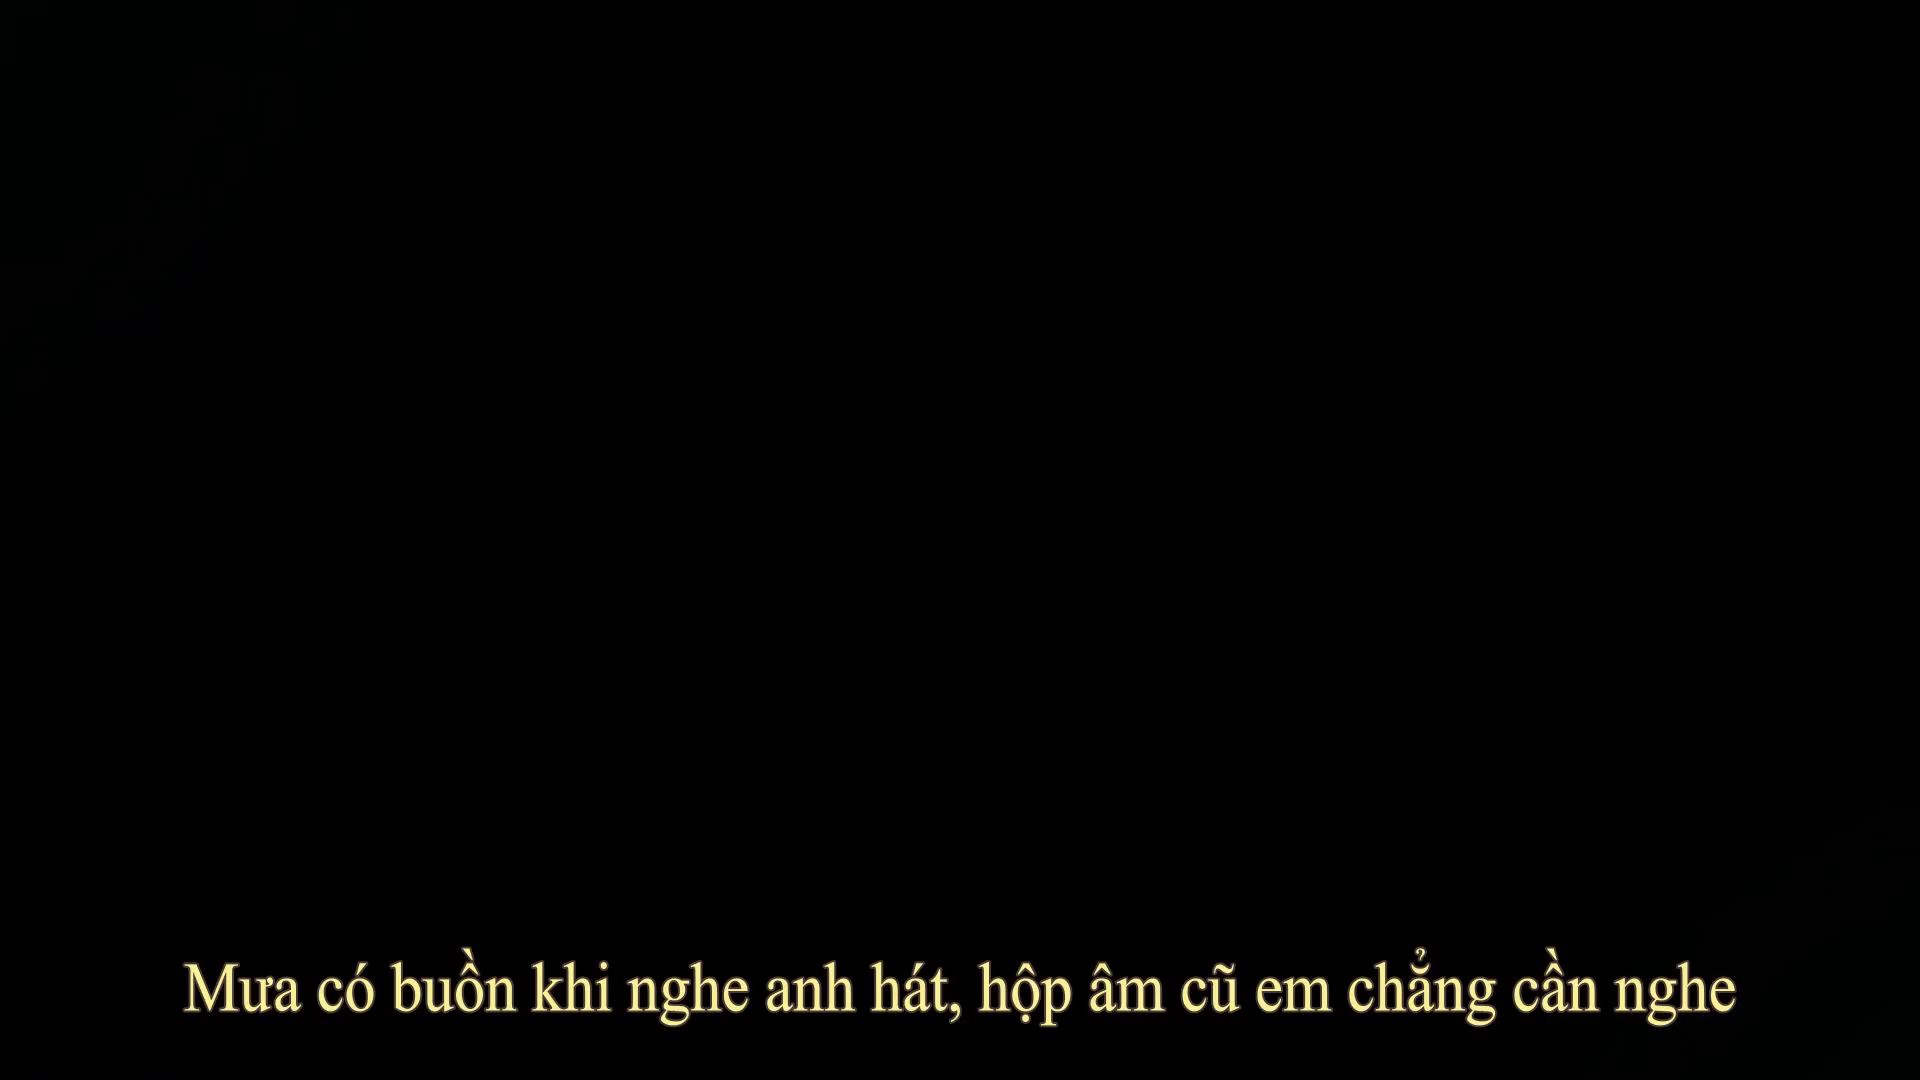 Mưa có buồn khi nghe anh hát, hộp âm cũ em chẳng cần nghe